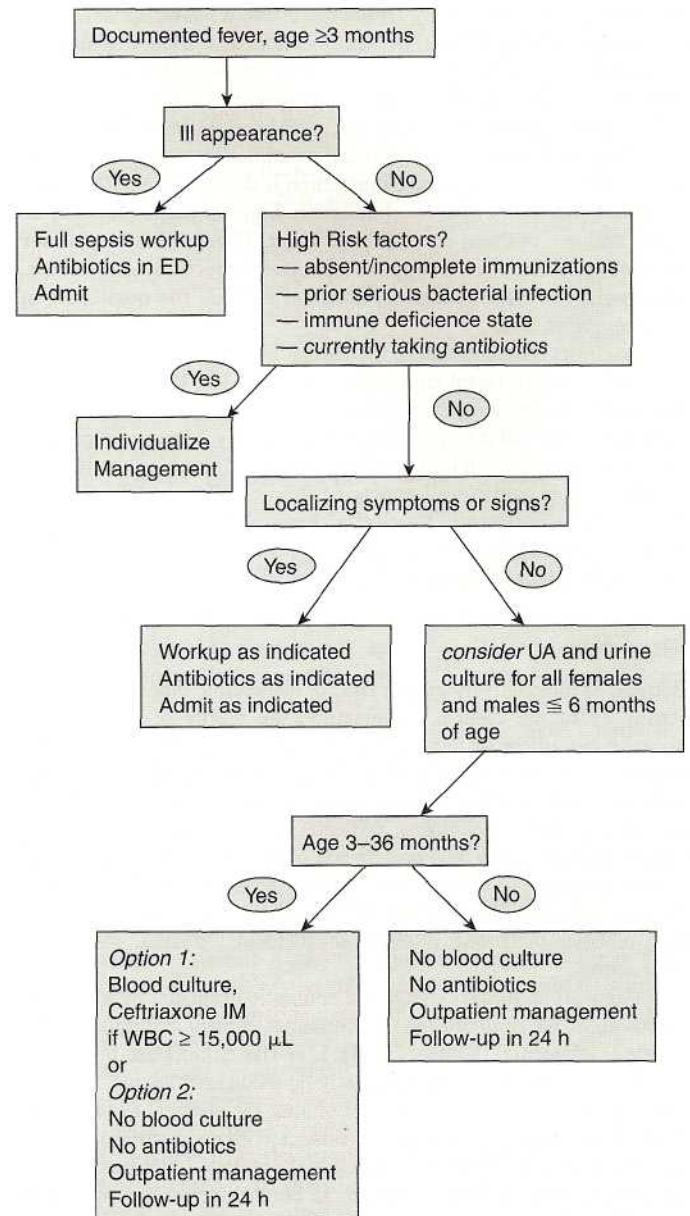 Documented fever, age ≥3 months
Ill appearance?
Yes
No
Full sepsis workup
Antibiotics in ED
Admit
High Risk factors?
— absent/incomplete immunizations
— prior serious bacterial infection
— immune deficience state
— currently taking antibiotics
Yes
No
Individualize
Management
Localizing symptoms or signs?
Yes
No
Workup as indicated
Antibiotics as indicated
Admit as indicated
consider UA and urine
culture for all females
and males ≦ 6 months
of age
Age 3–36 months?
Yes
No
Option 1:
Blood culture,
Ceftriaxone IM
if WBC ≥ 15,000 μL
or
Option 2:
No blood culture
No antibiotics
Outpatient management
Follow-up in 24 h
No blood culture
No antibiotics
Outpatient management
Follow-up in 24 h